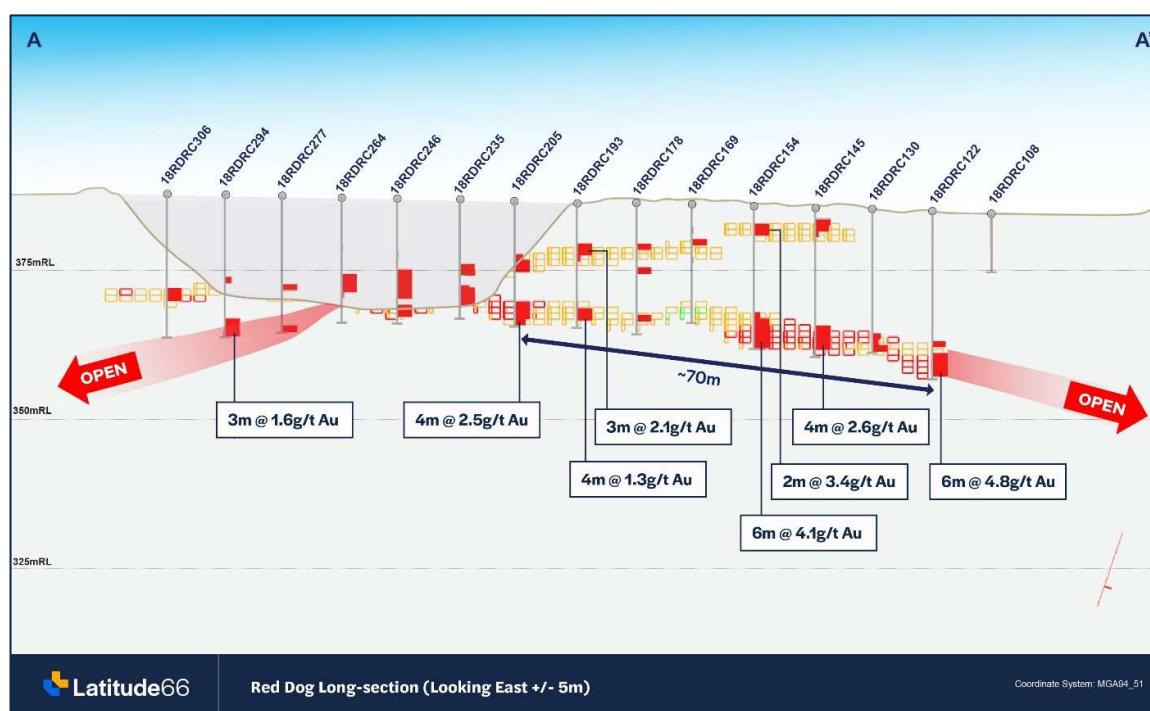 A
A'
18RDRC306
18RDRC294
18RDRC277
18RDRC264
18RDRC246
18RDRC235
18RDRC205
18RDRC193
18RDRC178
18RDRC169
18RDRC154
18RDRC145
18RDRC130
18RDRC122
18RDRC108
375mRL
OPEN
~70m
OPEN
350mRL
3m @ 1.6g/t Au
4m @ 2.5g/t Au
3m @ 2.1g/t Au
4m @ 2.6g/t Au
4m @ 1.3g/t Au
2m @ 3.4g/t Au
6m @ 4.8g/t Au
6m @ 4.1g/t Au
325mRL
Latitude66
Red Dog Long-section (Looking East +/- 5m)
Coordinate System: MGA94_51